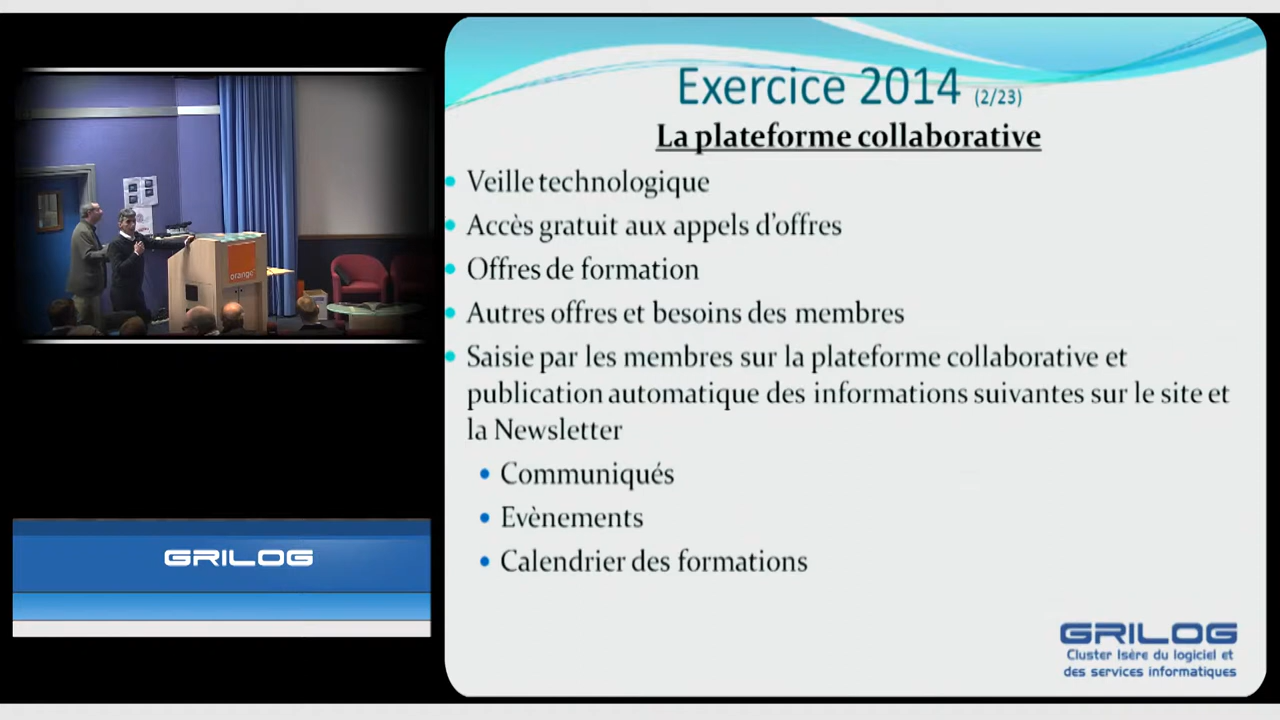 Exercice 2014 (2/23)
La plateforme collaborative
Veille technologique
Accès gratuit aux appels d'offres
Offres de formation
Autres offres et besoins des membres
Saisie par les membres sur la plateforme collaborative et
publication automatique des informations suivantes sur le site et
la Newsletter
Communiqués
Evènements
Calendrier des formations
orange
GRILOG
GRILOG
Cluster Isère du logiciel et
des services informatiques